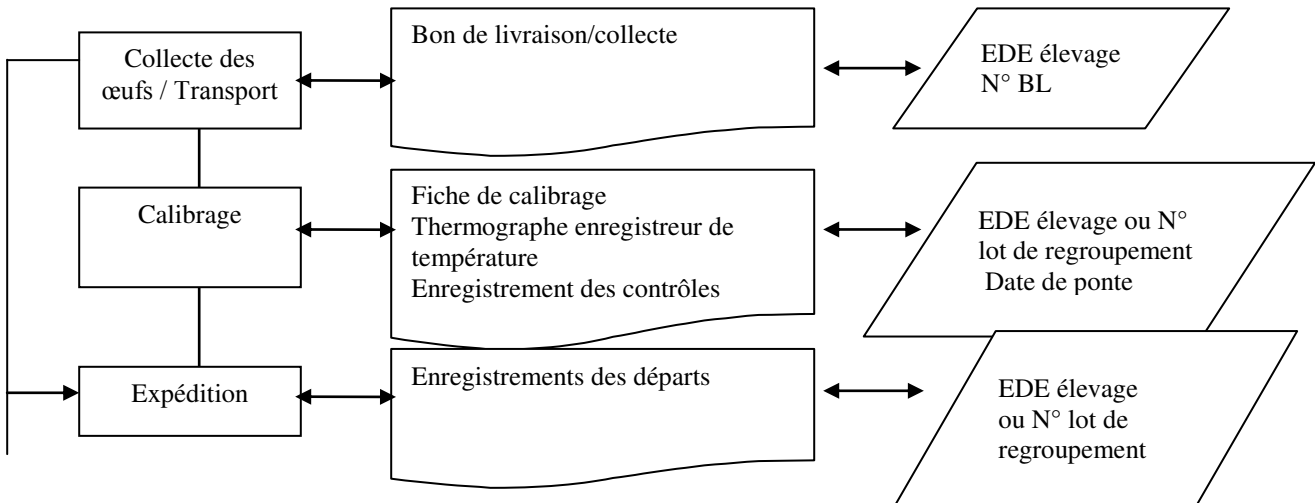 Collecte des
œufs / Transport
Bon de livraison/collecte
EDE élevage
N° BL
Calibrage
Fiche de calibrage
Thermographe enregistreur de
température
Enregistrement des contrôles
EDE élevage ou N°
lot de regroupement
Date de ponte
Expédition
Enregistrements des départs
EDE élevage
ou N° lot de
regroupement